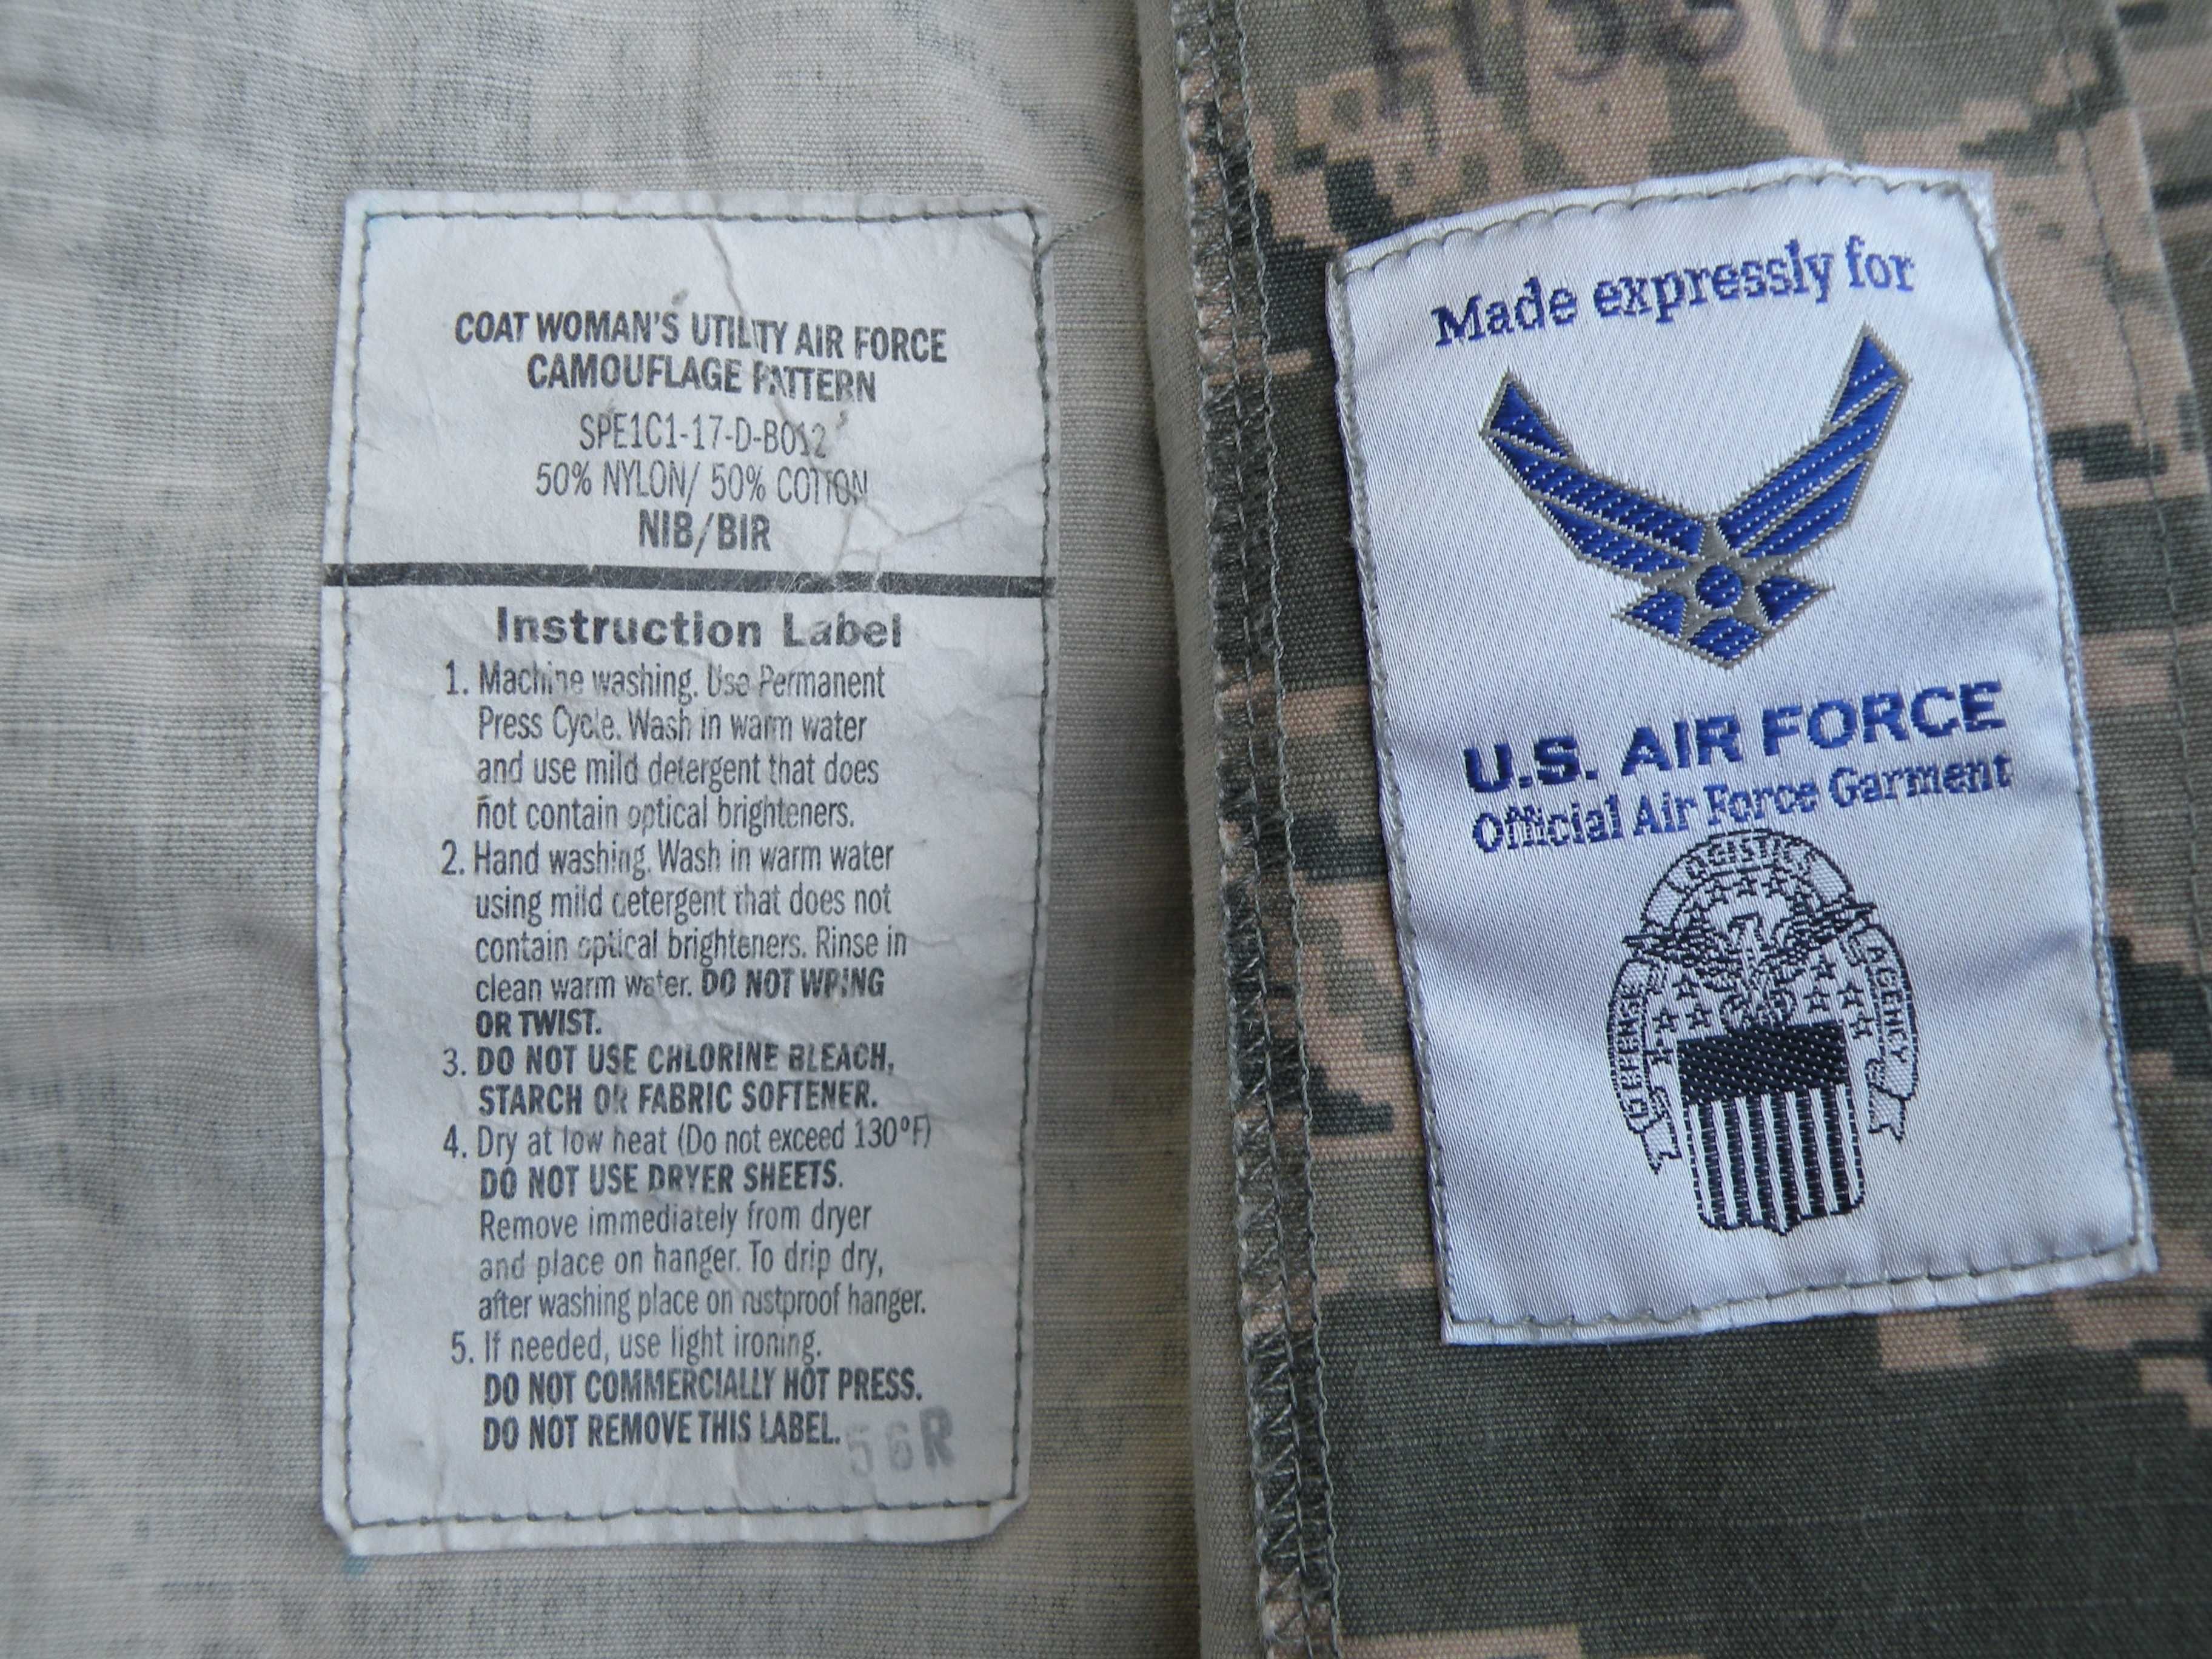 COAT WOMAN'S UTILITY AIR FORCE
CAMOUFLAGE PATTERN
SPE1C1-17-D-B012
50% NYLON/ 50% COTTON
NIB/BIR
Instruction Label
1. Machine washing. Use Permanent
Press Cycle. Wash in warm water
and use mild detergent that does
not contain optical brighteners.
2. Hand washing. Wash in warm water
using mild detergent that does not
contain optical brighteners. Rinse in
clean warm water. DO NOT WRING
OR TWIST.
3. DO NOT USE CHLORINE BLEACH,
STARCH OR FABRIC SOFTENER.
4. Dry at low heat (Do not exceed 130ºF)
DO NOT USE DRYER SHEETS.
Remove immediately from dryer
and place on hanger. To drip dry,
after washing place on rustproof hanger.
5. If needed, use light ironing.
DO NOT COMMERCIALLY HOT PRESS.
DO NOT REMOVE THIS LABEL.
56R
Made expressly for
U.S. AIR FORCE
Official Air Force Garment
DEFENSE LOGISTICS AGENCY